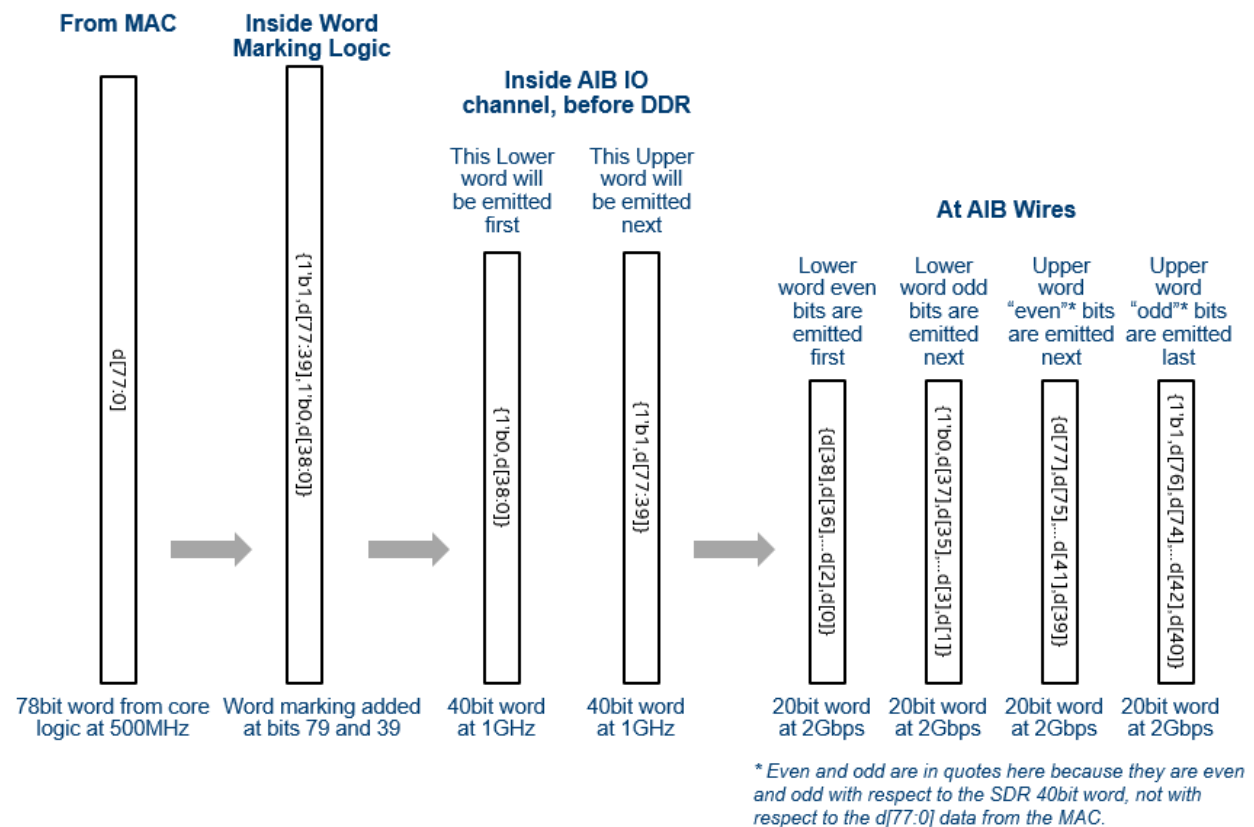 From MAC
Inside Word
Marking Logic
Inside AIB IO
channel, before DDR
This Lower
word will
be emitted
first
This Upper
word will
be emitted
next
At AIB Wires
Lower
word even
bits are
emitted
first
Lower
word odd
bits are
emitted
next
Upper
word
“even”* bits
are emitted
next
Upper
word
“odd”* bits
are emitted
last
d[77:0]
{1'b1,d[77:39],1'b0,d[38:0]}
{1'b0,d[38:0]}
{1'b1,d[77:39]}
{d[38],d[36],...d[2],d[0]}
{1'b0,d[37],d[35],...d[3],d[1]}
{d[77],d[75],...d[41],d[39]}
{1'b1,d[76],d[74],...d[42],d[40]}
78bit word from core
logic at 500MHz
Word marking added
at bits 79 and 39
40bit word
at 1GHz
40bit word
at 1GHz
20bit word
at 2Gbps
20bit word
at 2Gbps
20bit word
at 2Gbps
20bit word
at 2Gbps
* Even and odd are in quotes here because they are even
and odd with respect to the SDR 40bit word, not with
respect to the d[77:0] data from the MAC.